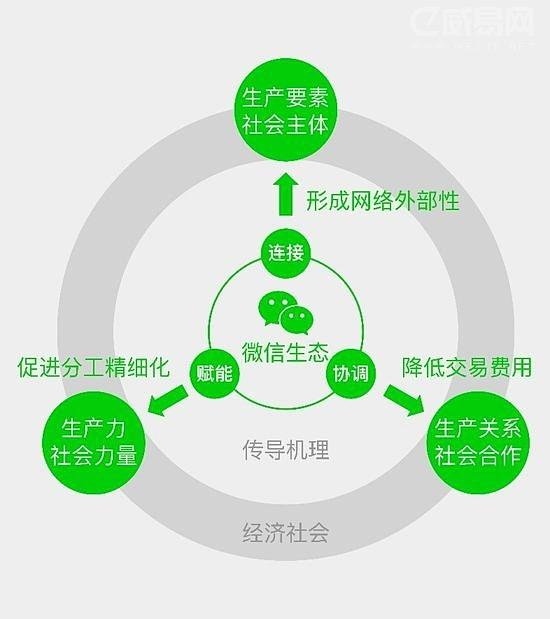 威易网
生产要素
社会主体
形成网络外部性
连接
微信生态
促进分工精细化
赋能
协调
降低交易费用
生产力
社会力量
生产关系
社会合作
传导机理
经济社会